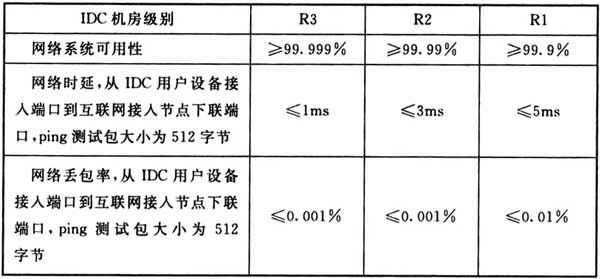 IDC 机房级别 R3 R2 R1
网络系统可用性 ≥99.999% ≥99.99% ≥99.9%
网络时延,从 IDC 用户设备接
入端口到互联网接入节点下联端 ≤1ms ≤3ms ≤5ms
口,ping 测试包大小为 512 字节
网络丢包率,从 IDC 用户设备
接入端口到互联网接入节点下联
端口,ping 测试包大小为 512 ≤0.001% ≤0.001% ≤0.01%
字节